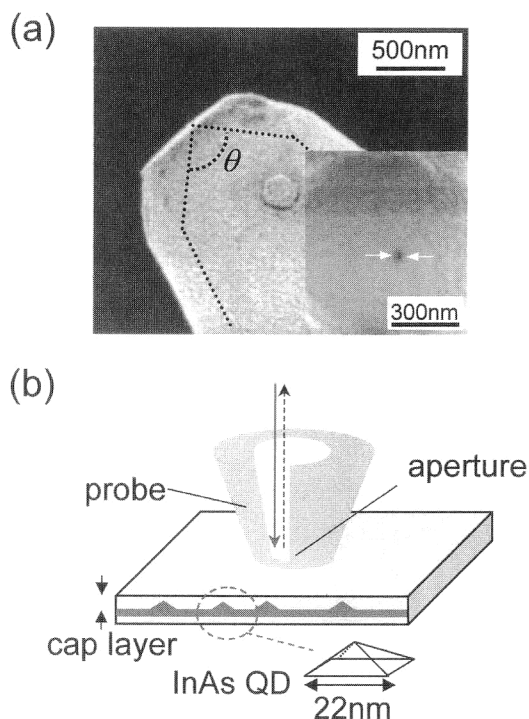 (a)
500nm
θ
300nm
(b)
probe
aperture
cap layer
InAs QD
22nm